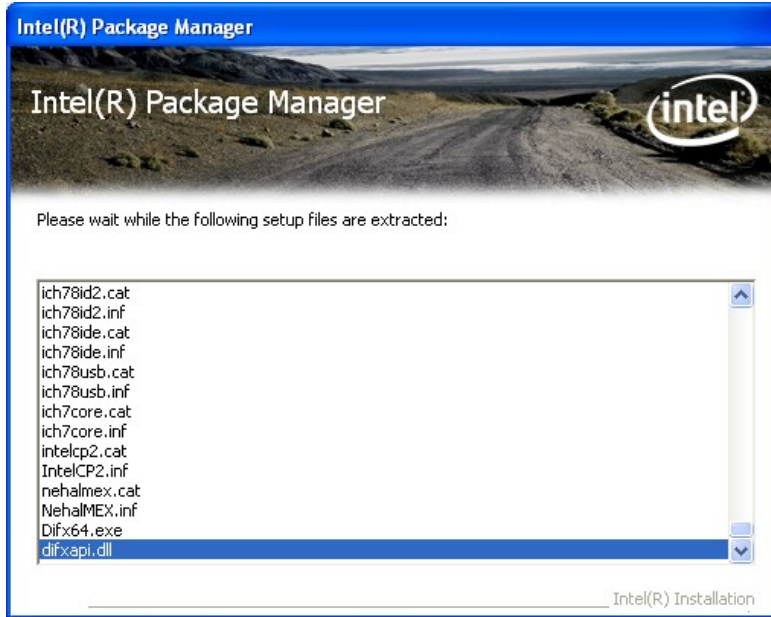 Intel(R) Package Manager
Intel(R) Package Manager
intel
Please wait while the following setup files are extracted:
ich78id2.cat
ich78id2.inf
ich78ide.cat
ich78ide.inf
ich78usb.cat
ich78usb.inf
ich7core.cat
ich7core.inf
intelcp2.cat
IntelCP2.inf
nehalmex.cat
NehalMEX.inf
Difx64.exe
difxapi.dll
Intel(R) Installation